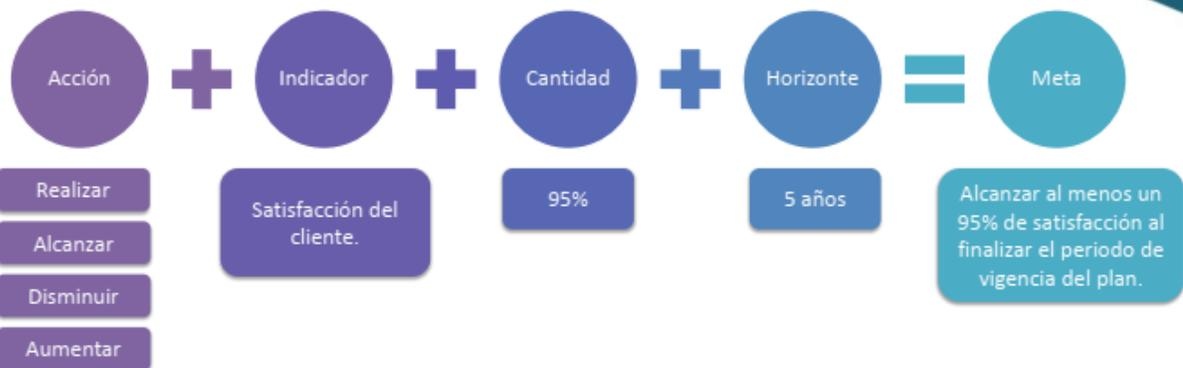 Acción
Indicador
Cantidad
Horizonte
Meta
Realizar
Alcanzar
Disminuir
Aumentar
Satisfacción del
cliente.
95%
5 años
Alcanzar al menos un
95% de satisfacción al
finalizar el periodo de
vigencia del plan.